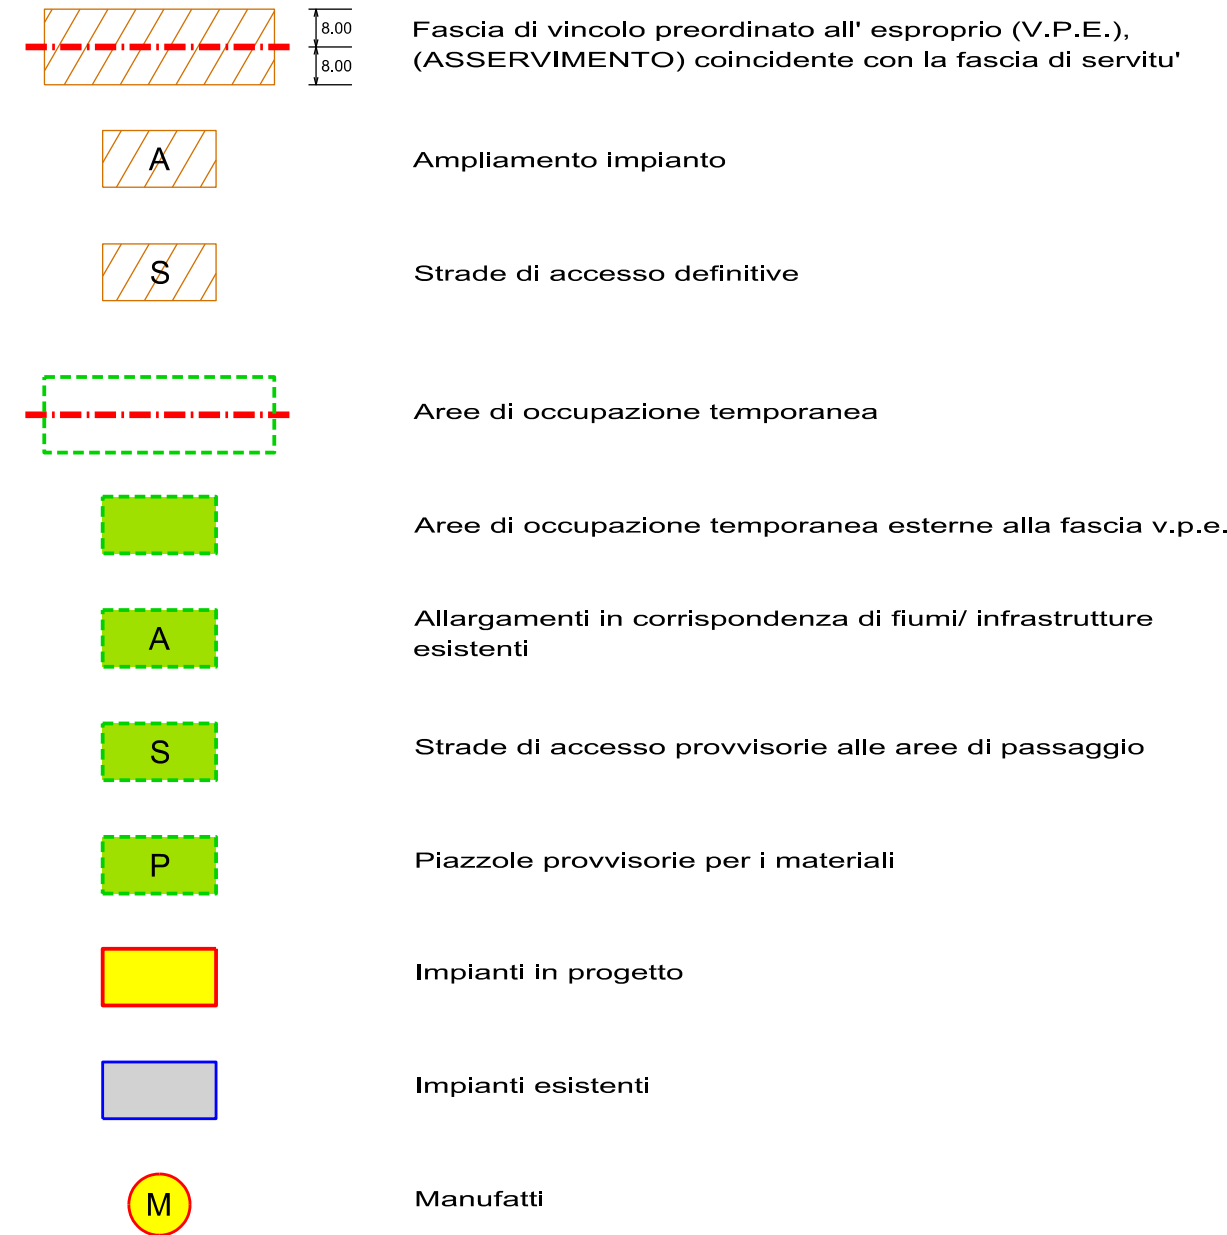 8.00
8.00
Fascia di vincolo preordinato all' esproprio (V.P.E.),
(ASSERVIMENTO) coincidente con la fascia di servitu'
A
Ampliamento impianto
S
Strade di accesso definitive
Aree di occupazione temporanea
Aree di occupazione temporanea esterne alla fascia v.p.e.
A
Allargamenti in corrispondenza di fiumi/ infrastrutture
esistenti
S
Strade di accesso provvisorie alle aree di passaggio
P
Piazzole provvisorie per i materiali
Impianti in progetto
Impianti esistenti
M
Manufatti